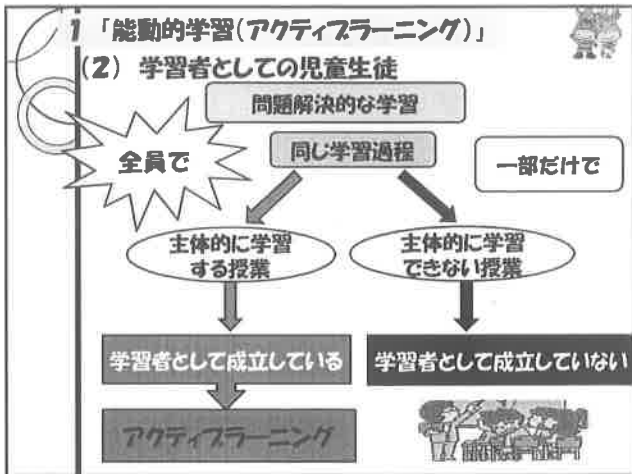 1 「能動的学習(アクティブラーニング)」
(2) 学習者としての児童生徒
問題解決的な学習
全員で
同じ学習過程
一部だけで
主体的に学習
する授業
主体的に学習
できない授業
学習者として成立している
学習者として成立していない
アクティブラーニング